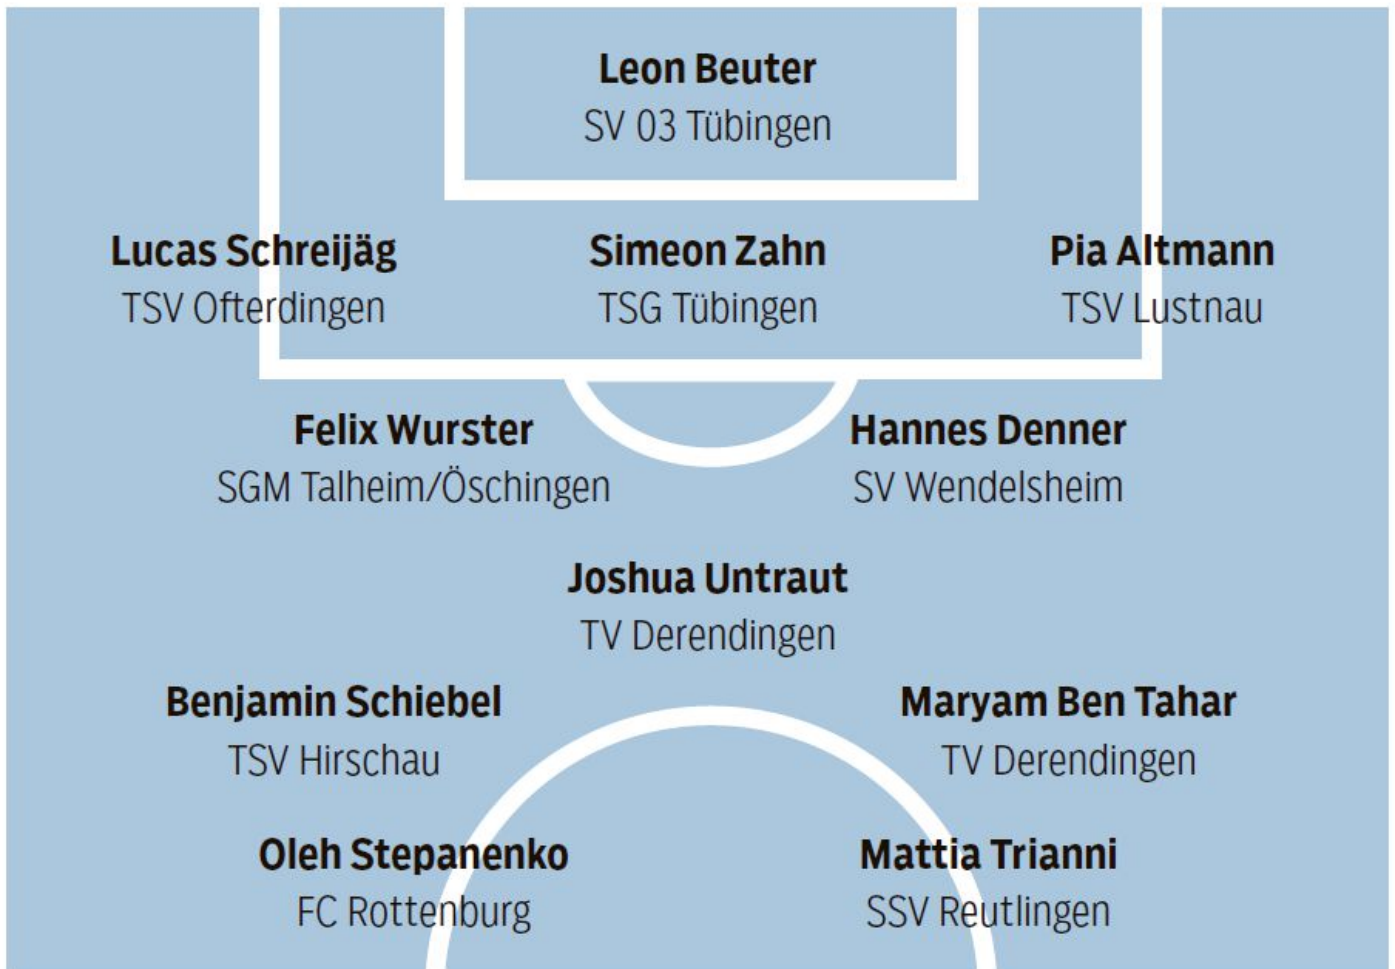 Leon Beuter
SV 03 Tübingen
Lucas Schreijäg
TSV Ofterdingen
Simeon Zahn
TSG Tübingen
Pia Altmann
TSV Lustnau
Felix Wurster
SGM Talheim/Öschingen
Hannes Denner
SV Wendelsheim
Joshua Untraut
TV Derendingen
Benjamin Schiebel
TSV Hirschau
Maryam Ben Tahar
TV Derendingen
Oleh Stepanenko
FC Rottenburg
Mattia Trianni
SSV Reutlingen